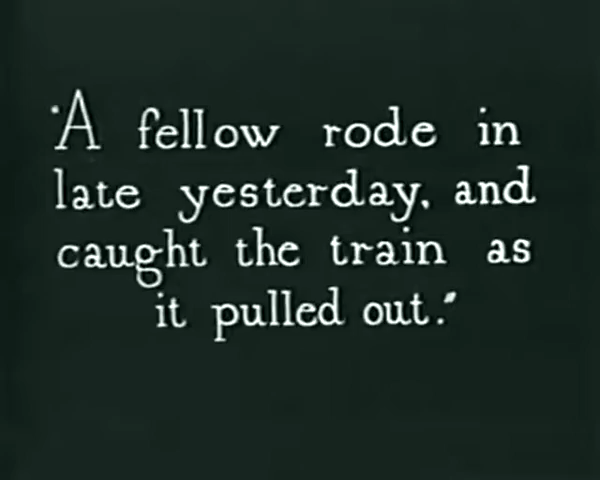 "A fellow rode in
late yesterday, and
caught the train as
it pulled out."